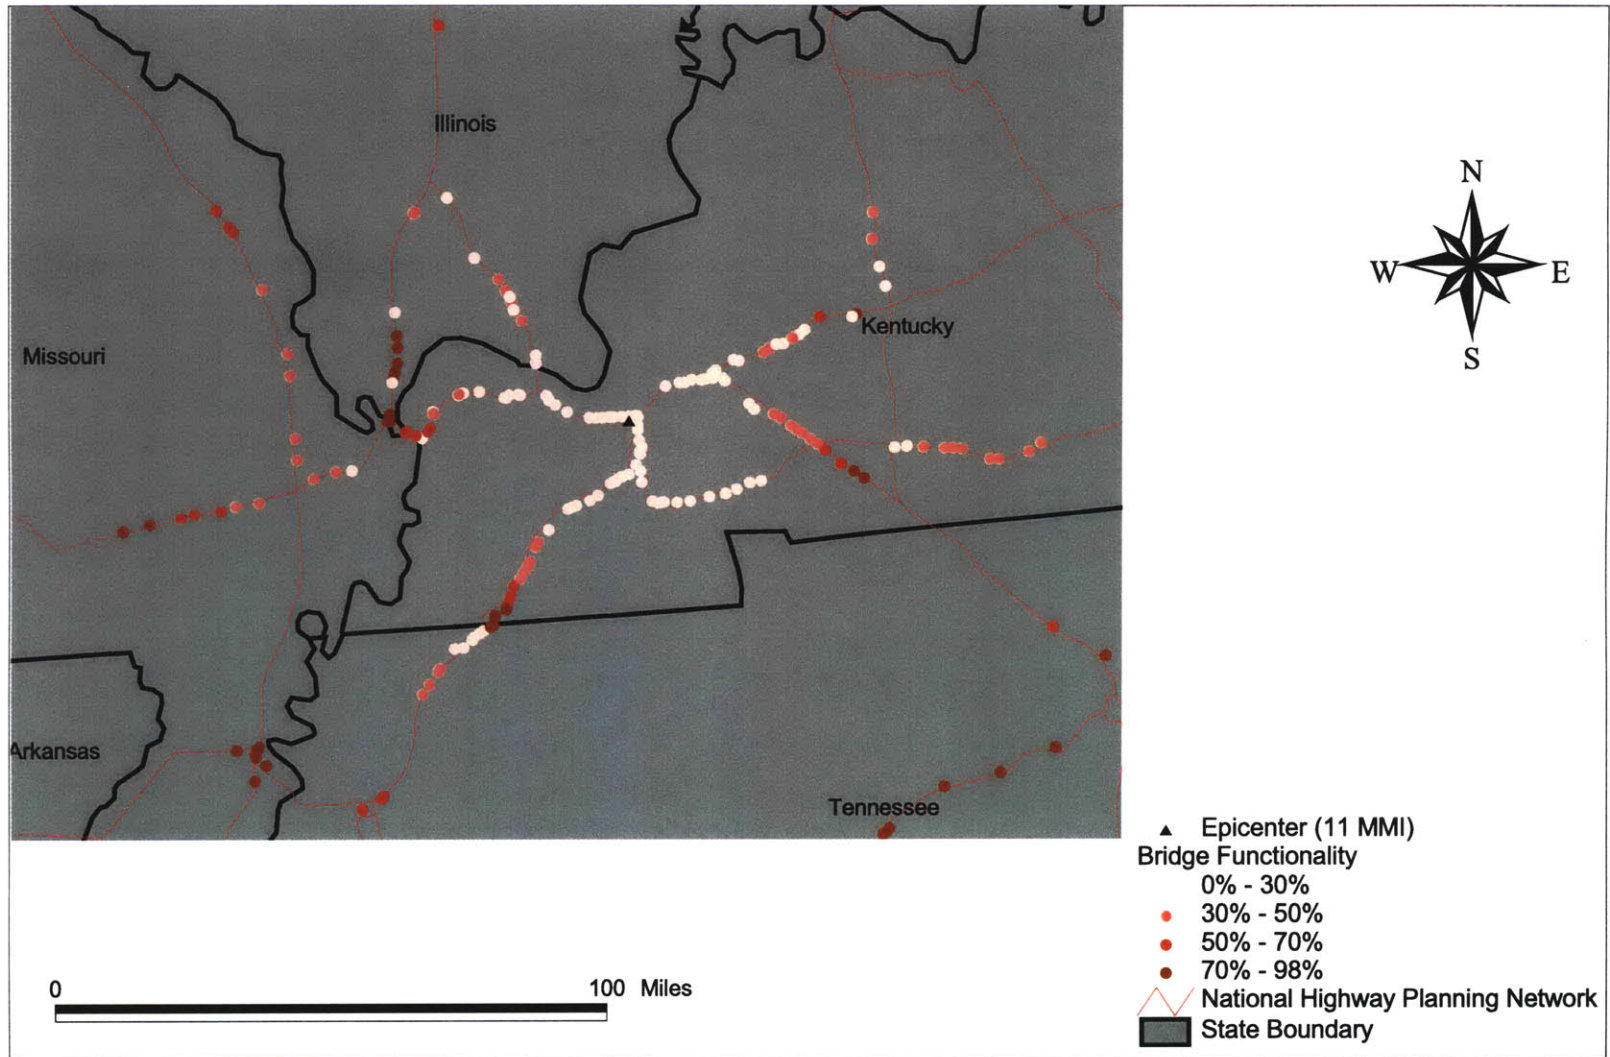 Illinois
N
W
E
S
Kentucky
Missouri
Arkansas
Tennessee
Epicenter (11 MMI)
Bridge Functionality
0% - 30%
30% - 50%
50% - 70%
70% - 98%
National Highway Planning Network
State Boundary
0 100 Miles